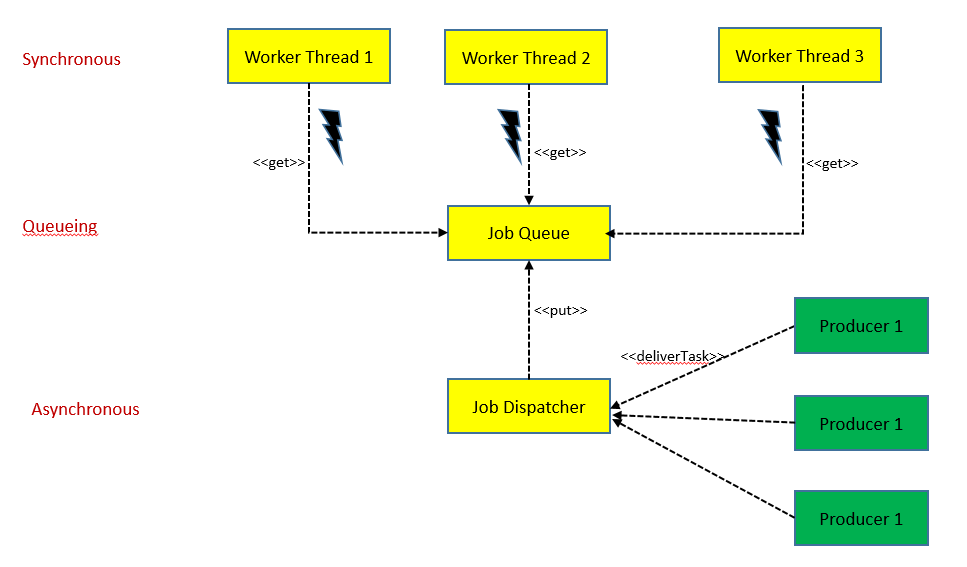 Synchronous
Worker Thread 1
Worker Thread 2
Worker Thread 3
<<get>>
<<get>>
<<get>>
Queueing
Job Queue
<<put>>
Producer 1
<<deliverTask>>
Asynchronous
Job Dispatcher
Producer 1
Producer 1